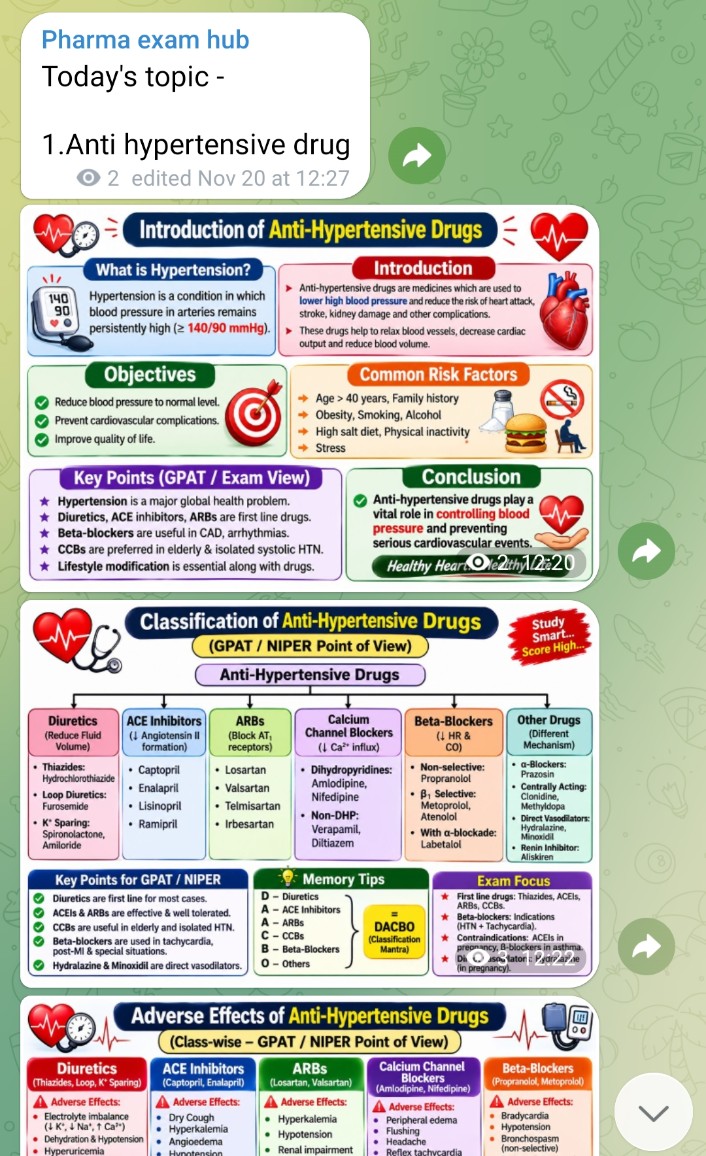 Pharma exam hub
Today's topic -
1.Anti hypertensive drug
2 edited Nov 20 at 12:27
Introduction of Anti-Hypertensive Drugs
What is Hypertension?
140
90
Hypertension is a condition in which
blood pressure in arteries remains
persistently high (≥ 140/90 mmHg).
Introduction
Anti-hypertensive drugs are medicines which are used to
lower high blood pressure and reduce the risk of heart attack,
stroke, kidney damage and other complications.
These drugs help to relax blood vessels, decrease cardiac
output and reduce blood volume.
Objectives
Reduce blood pressure to normal level.
Prevent cardiovascular complications.
Improve quality of life.
Common Risk Factors
Age > 40 years, Family history
Obesity, Smoking, Alcohol
High salt diet, Physical inactivity
Stress
Key Points (GPAT / Exam View)
Hypertension is a major global health problem.
Diuretics, ACE inhibitors, ARBs are first line drugs.
Beta-blockers are useful in CAD, arrhythmias.
CCBs are preferred in elderly & isolated systolic HTN.
Lifestyle modification is essential along with drugs.
Conclusion
Anti-hypertensive drugs play a
vital role in controlling blood
pressure and preventing
serious cardiovascular events.
Healthy Heart
2 12:20
Classification of Anti-Hypertensive Drugs
(GPAT / NIPER Point of View)
Study
Smart...
Score High...
Anti-Hypertensive Drugs
Diuretics
(Reduce Fluid
Volume)
• Thiazides:
Hydrochlorothiazide
• Loop Diuretics:
Furosemide
• K⁺ Sparing:
Spironolactone,
Amiloride
ACE Inhibitors
(↓ Angiotensin II
formation)
• Captopril
• Enalapril
• Lisinopril
• Ramipril
ARBs
(Block AT₁
receptors)
• Losartan
• Valsartan
• Telmisartan
• Irbesartan
Calcium
Channel Blockers
(↓ Ca²⁺ influx)
• Dihydropyridines:
Amlodipine,
Nifedipine
• Non-DHP:
Verapamil,
Diltiazem
Beta-Blockers
(↓ HR &
CO)
• Non-selective:
Propranolol
• β₁ Selective:
Metoprolol,
Atenolol
• With α-blockade:
Labetalol
Other Drugs
(Different
Mechanism)
• α-Blockers:
Prazosin
• Centrally Acting:
Clonidine,
Methyldopa
• Direct Vasodilators:
Hydralazine,
Minoxidil
• Renin Inhibitor:
Aliskiren
Key Points for GPAT / NIPER
Diuretics are first line for most cases.
ACEIs & ARBs are effective & well tolerated.
CCBs are useful in elderly and isolated HTN.
Beta-blockers are used in tachycardia,
post-MI & special situations.
Hydralazine & Minoxidil are direct vasodilators.
Memory Tips
D – Diuretics
A – ACE Inhibitors
A – ARBs
C – CCBs
B – Beta-Blockers
O – Others
=
DACBO
(Classification
Mantra)
Exam Focus
First line drugs: Thiazides, ACEIs,
ARBs, CCBs.
Beta-blockers: Indications
(HTN + Tachycardia).
Contraindications: ACEIs in
pregnancy, B-blockers in asthma.
(in pregnancy).
3 12:22
Adverse Effects of Anti-Hypertensive Drugs
(Class-wise – GPAT / NIPER Point of View)
Diuretics
(Thiazides, Loop, K⁺ Sparing)
Adverse Effects:
• Electrolyte imbalance
(↓ K⁺, ↓ Na⁺, ↑ Ca²⁺)
• Dehydration & Hypotension
• Hyperuricemia
ACE Inhibitors
(Captopril, Enalapril)
Adverse Effects:
• Dry Cough
• Hyperkalemia
• Angioedema
• Hypotension
ARBs
(Losartan, Valsartan)
Adverse Effects:
• Hyperkalemia
• Hypotension
• Renal impairment
Calcium Channel
Blockers
(Amlodipine, Nifedipine)
Adverse Effects:
• Peripheral edema
• Flushing
• Headache
• Reflex tachycardia
Beta-Blockers
(Propranolol, Metoprolol)
Adverse Effects:
• Bradycardia
• Hypotension
• Bronchospasm
(non-selective)